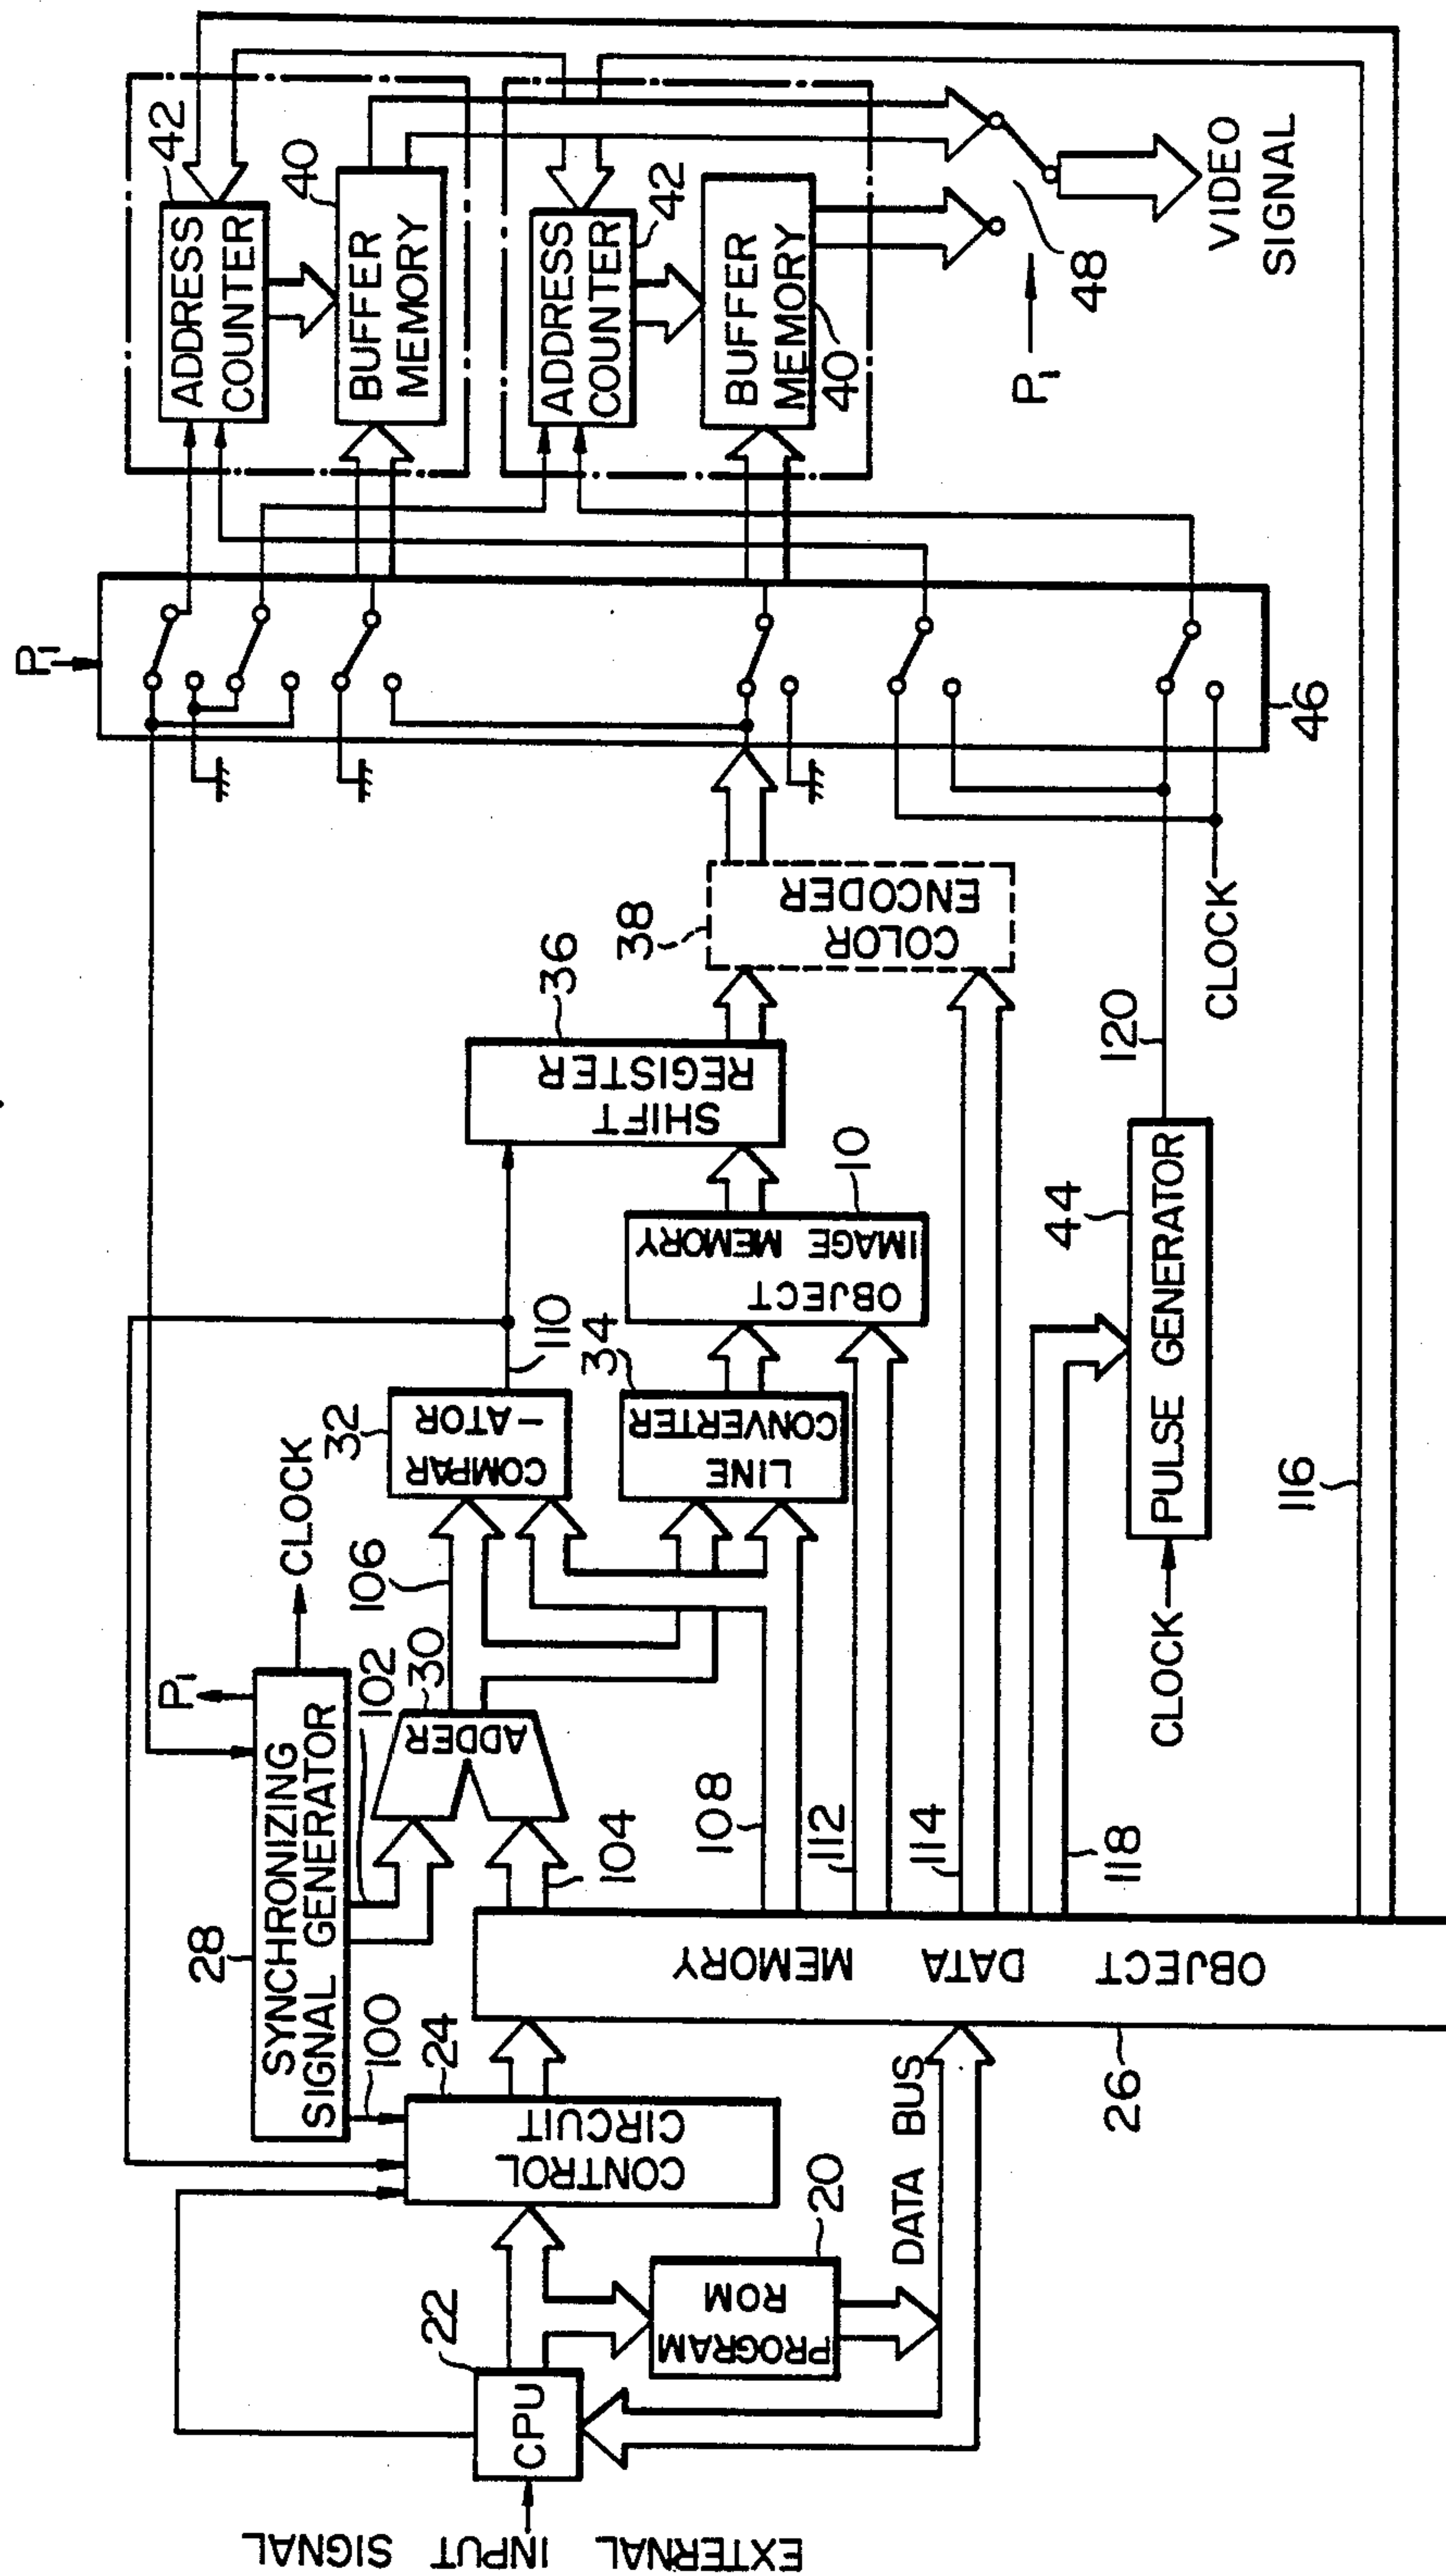 EXTERNAL INPUT SIGNAL
CPU
22
PROGRAM
ROM
20
DATA BUS
CONTROL
CIRCUIT
24
100
SYNCHRONIZING
SIGNAL GENERATOR
28
P1
CLOCK
102
104
OBJECT DATA MEMORY
26
ADDER
30
106
108
112
114
118
116
COMPAR
-ATOR
32
110
LINE
CONVERTER
34
OBJECT
IMAGE MEMORY
10
SHIFT
REGISTER
36
COLOR
ENCODER
38
CLOCK
PULSE GENERATOR
44
120
CLOCK
P1
46
ADDRESS
COUNTER
42
BUFFER
MEMORY
40
ADDRESS
COUNTER
42
BUFFER
MEMORY
40
P1
48
VIDEO
SIGNAL